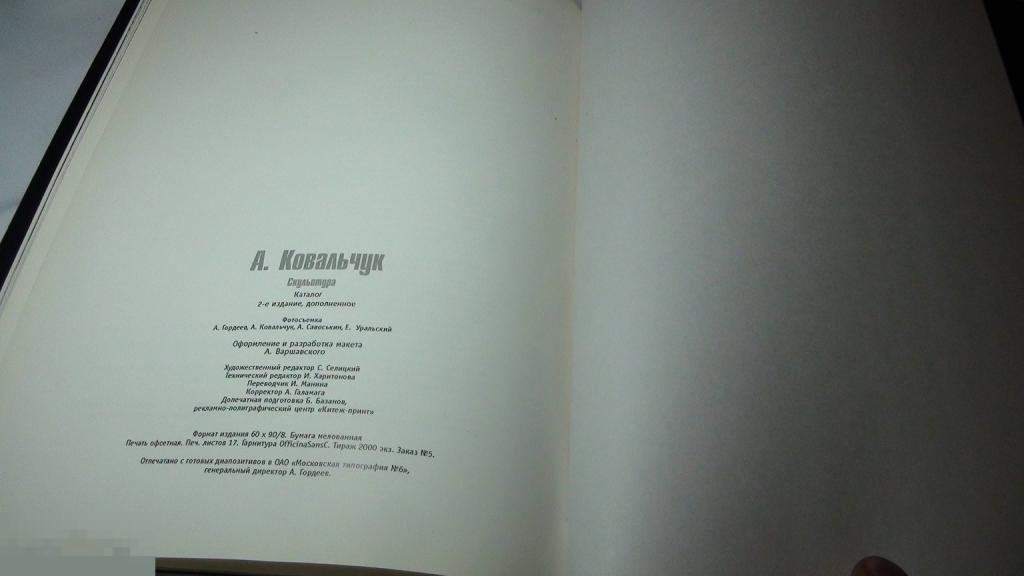 А. Ковальчук
Скульптура
Каталог
2-е издание, дополненное
Фотосъемка
А. Гордеев, А. Ковальчук, А. Савоськин, Е. Уральский
Оформление и разработка макета
А. Варшавского
Художественный редактор С. Селицкий
Технический редактор И. Харитонова
Переводчик И. Манина
Корректор А. Галамага
Допечатная подготовка Б. Базанов,
рекламно-полиграфический центр «Китеж-принт»
Формат издания 60 х 90/8. Бумага мелованная
Печать офсетная. Печ. листов 17. Гарнитура OfficinaSansC. Тираж 2000 экз. Заказ №5.
Отпечатано с готовых диапозитивов в ОАО «Московская типография №6»,
генеральный директор А. Гордеев.